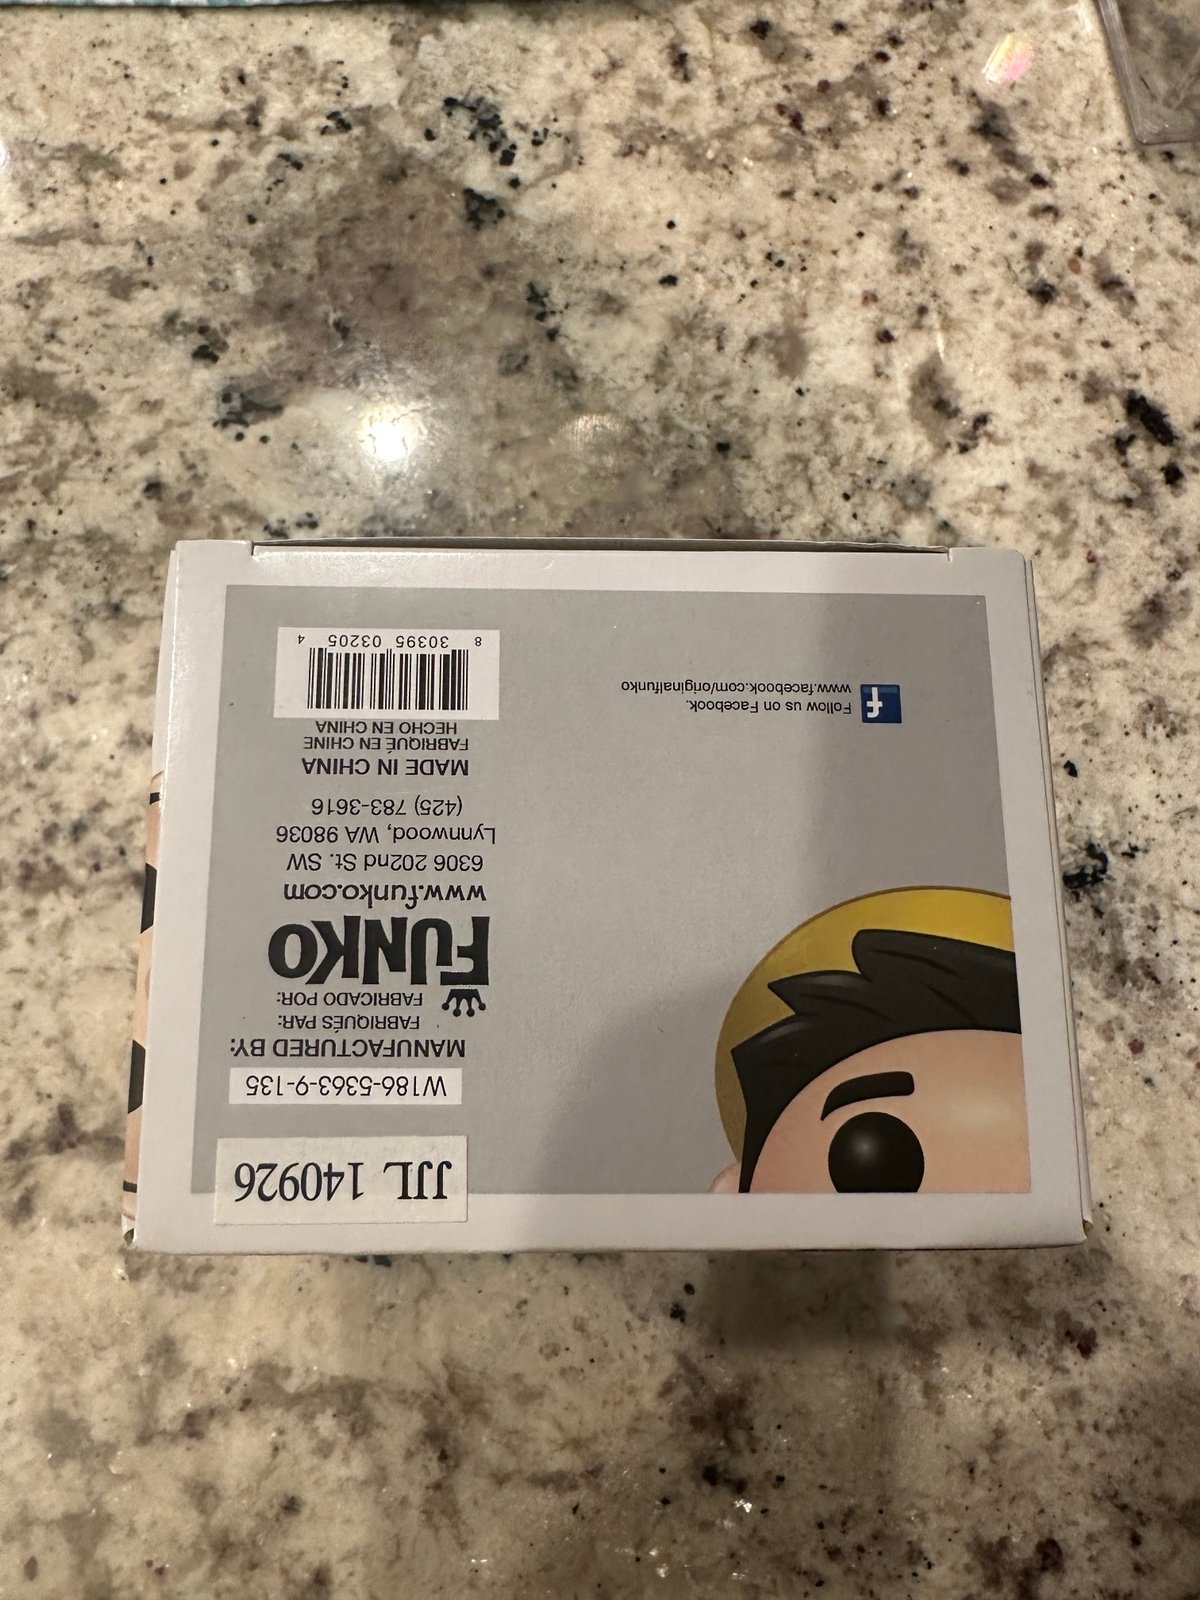 JJL 140926
W186-5363-9-135
MANUFACTURED BY:
FABRIQUÉS PAR:
FABRICADO POR:
FUNKO
www.funko.com
6306 202nd St. SW
Lynnwood, WA 98036
(425) 783-3616
MADE IN CHINA
FABRIQUÉ EN CHINE
HECHO EN CHINA
8 30395 03205 4
f
Follow us on Facebook.
www.facebook.com/originalfunko